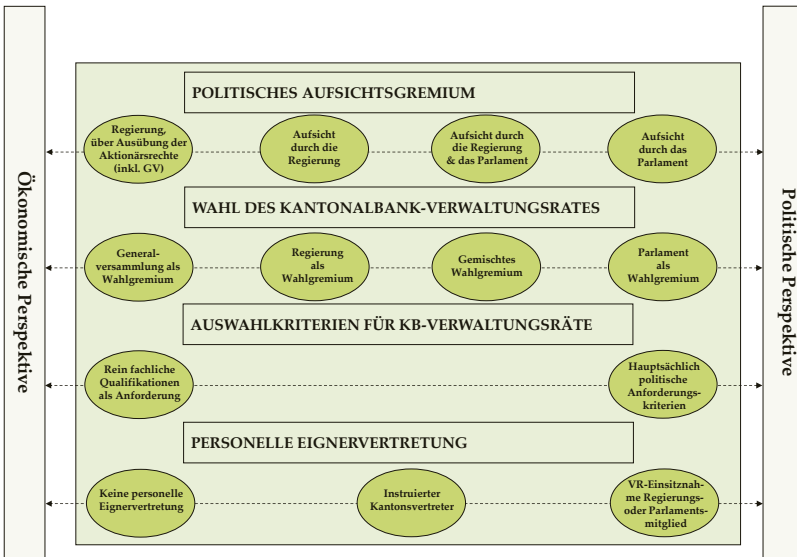 POLITISCHES AUFSICHTSGREMIUM
Regierung,
über Ausübung der
Aktionärsrechte
(inkl. GV)
Aufsicht
durch die
Regierung
Aufsicht durch
die Regierung
& das Parlament
Aufsicht
durch das
Parlament
Ökonomische Perspektive
Politische Perspektive
WAHL DES KANTONALBANK-VERWALTUNGSRATES
General-
versammlung als
Wahlgremium
Regierung
als
Wahlgremium
Gemischtes
Wahlgremium
Parlament
als
Wahlgremium
AUSWAHLKRITERIEN FÜR KB-VERWALTUNGSRÄTE
Rein fachliche
Qualifikationen
als Anforderung
Hauptsächlich
politische
Anforderungs-
kriterien
PERSONELLE EIGNERVERTRETUNG
Keine personelle
Eignervertretung
Instruierter
Kantonsvertreter
VR-Einsitznah-
me Regierungs-
oder Parlaments-
mitglied